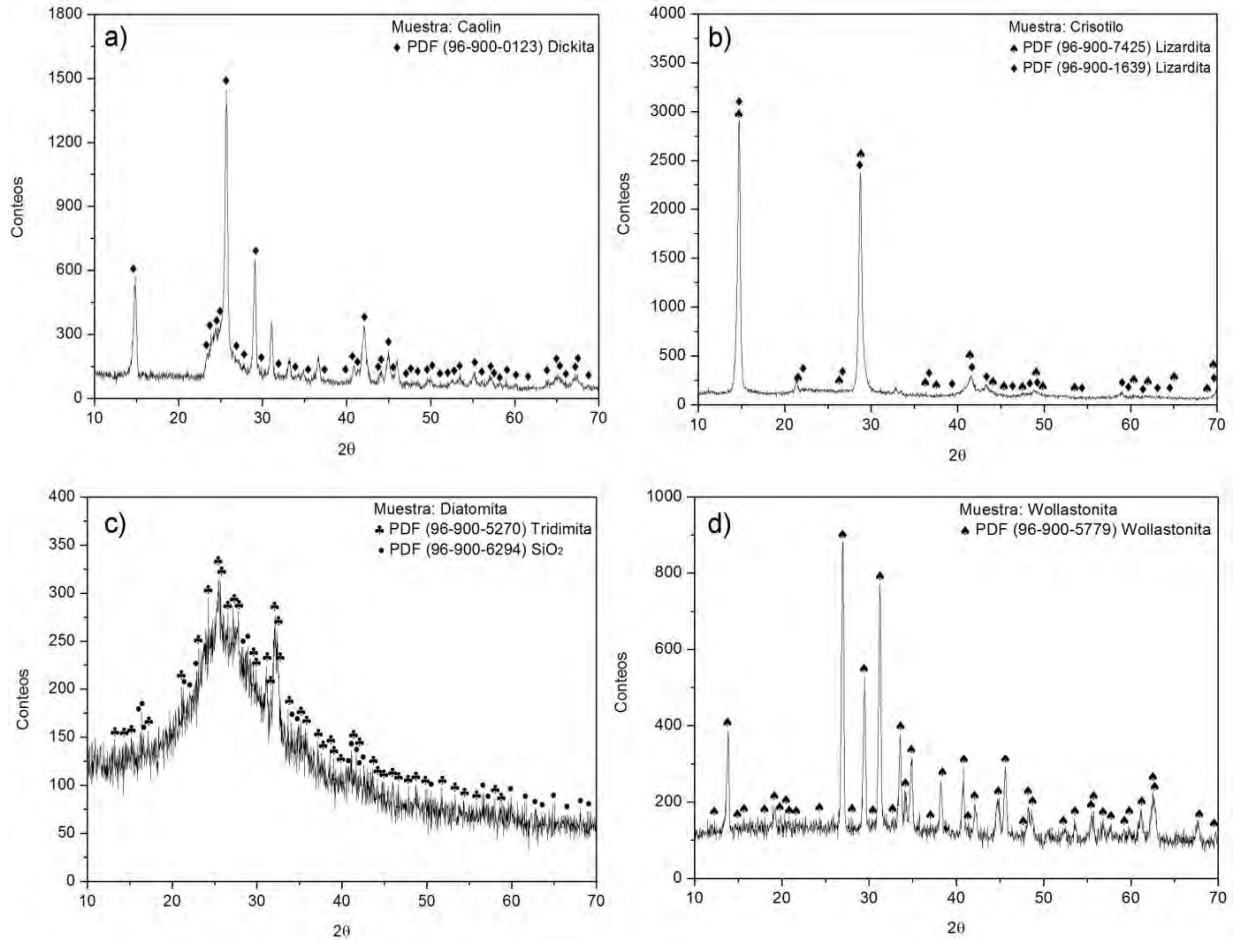 a)
Muestra: Caolin
♦ PDF (96-900-0123) Dickita
1800
1500
1200
900
600
300
0
Conteos
10 20 30 40 50 60 70
2θ
b)
Muestra: Crisotilo
♠ PDF (96-900-7425) Lizardita
♦ PDF (96-900-1639) Lizardita
4000
3500
3000
2500
2000
1500
1000
500
0
Conteos
10 20 30 40 50 60 70
2θ
c)
Muestra: Diatomita
♣ PDF (96-900-5270) Tridimita
● PDF (96-900-6294) SiO₂
400
350
300
250
200
150
100
50
0
Conteos
10 20 30 40 50 60 70
2θ
d)
Muestra: Wollastonita
♠ PDF (96-900-5779) Wollastonita
1000
800
600
400
200
0
Conteos
10 20 30 40 50 60 70
2θ